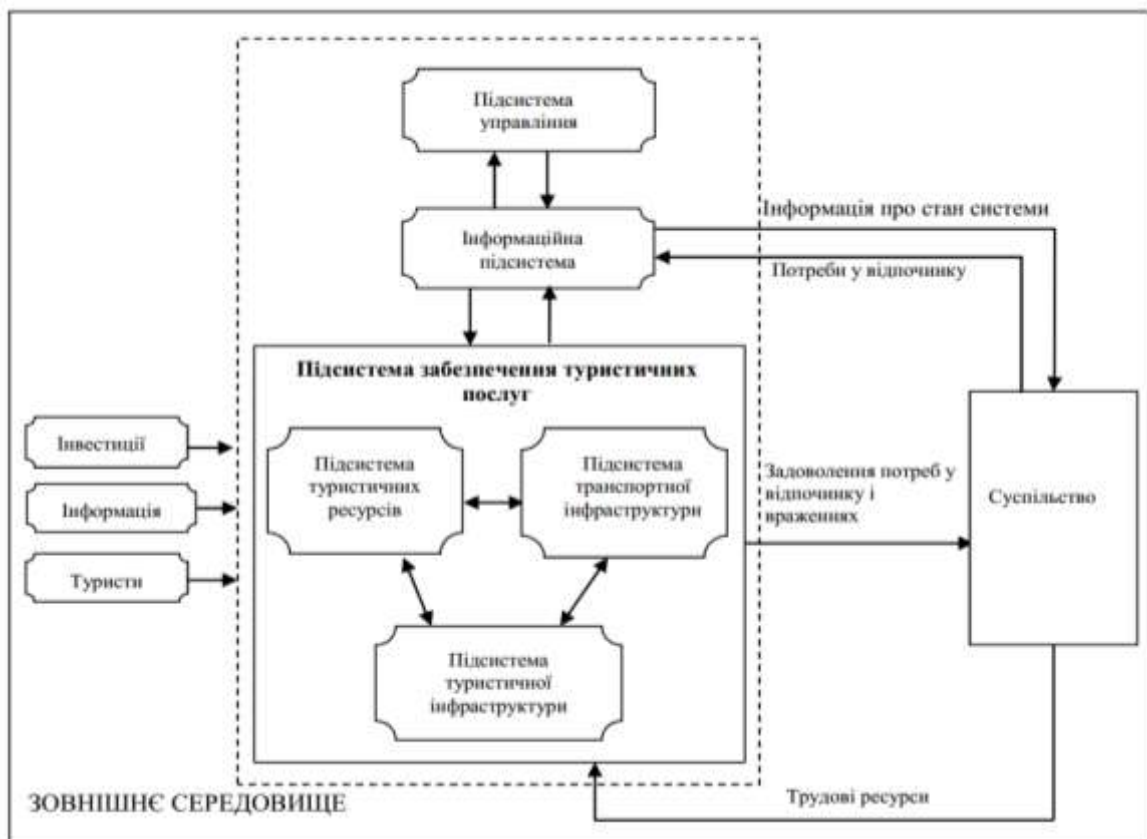 Підсистема
управління
Інформаційна
підсистема
Інформація про стан системи
Потреби у відпочинку
Підсистема забезпечення туристичних
послуг
Підсистема
туристичних
ресурсів
Підсистема
транспортної
інфраструктури
Підсистема
туристичної
інфраструктури
Інвестиції
Інформація
Туристи
Задоволення потреб у
відпочинку і
враженнях
Суспільство
Трудові ресурси
ЗОВНІШНЄ СЕРЕДОВИЩЕ